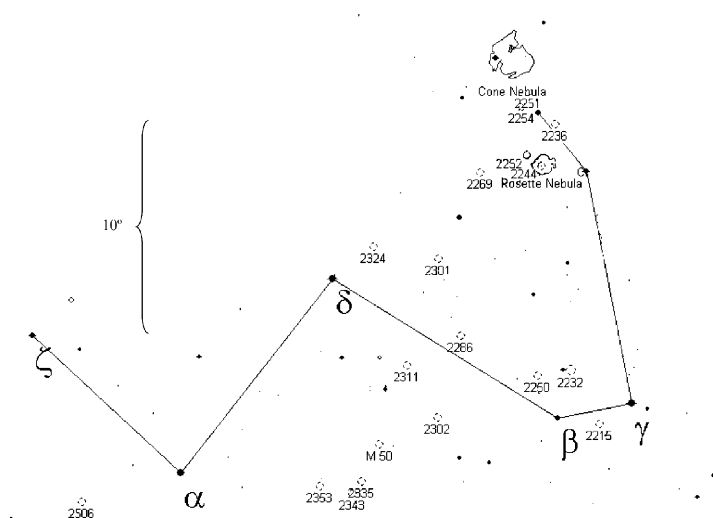 Cone Nebula
2251
2254
2236
2252
2244
2269
Rosette Nebula
10°
2324
2301
δ
2286
ζ
2311
2250
2232
2302
β
γ
2215
M 50
α
2353
2335
2343
2506